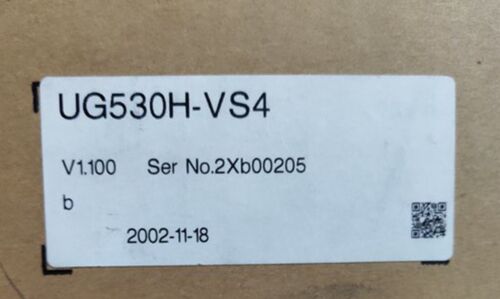 UG530H-VS4
V1.100 Ser No.2Xb00205
b
2002-11-18